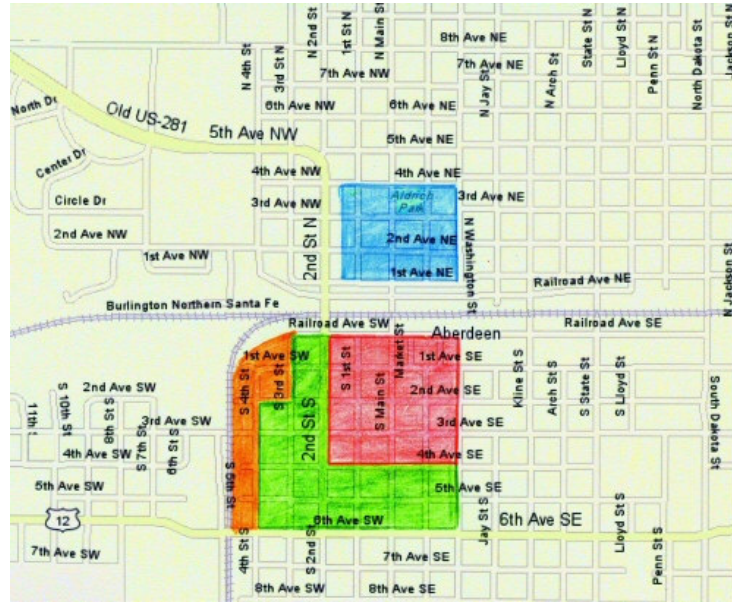 N 4th St
3rd St N
N 2nd St
1st St N
N Main St
8th Ave NE
State St N
Lloyd St N
Penn St N
North Dakota St
Jackson St N
7th Ave NE
7th Ave NW
N Jay St
N Arch St
North Dr
Old US-281
6th Ave NW
6th Ave NE
5th Ave NW
5th Ave NE
Center Dr
4th Ave NW
4th Ave NE
Circle Dr
3rd Ave NW
Aldrich
Park
3rd Ave NE
2nd Ave NW
2nd St N
2nd Ave NE
N Washington St
1st Ave NW
1st Ave NE
Railroad Ave NE
N Jackson St
Burlington Northern Santa Fe
Railroad Ave SW
Aberdeen
Railroad Ave SE
1st Ave SW
S 1st St
Market St
1st Ave SE
Kline St S
S 4th St
S 3rd St
2nd Ave SW
S 10th St
2nd St S
S Main St
2nd Ave SE
Arch St S
S State St
S Lloyd St
South Dakota St
11th
8th St S
S 7th St
6th St S
3rd Ave SW
3rd Ave SE
4th Ave SW
4th Ave SE
5th Ave SW
S 5th St
5th Ave SE
12
6th Ave SW
6th Ave SE
Jay St S
Lloyd St S
7th Ave SW
4th St S
S 2nd St
7th Ave SE
Penn St S
8th Ave SW
8th Ave SE